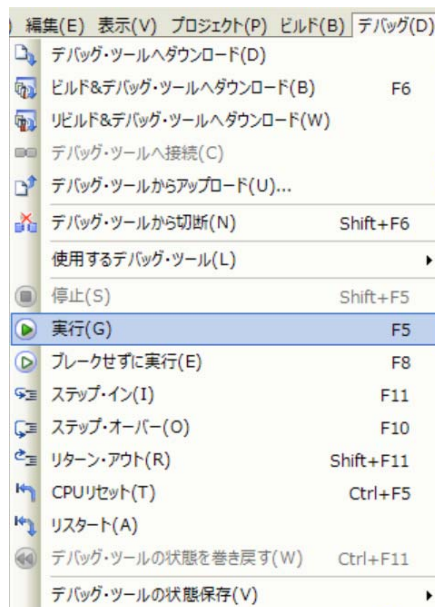 ) 編集(E) 表示(V) プロジェクト(P) ビルド(B) デバッグ(D)
デバッグ・ツールへダウンロード(D)
ビルド&デバッグ・ツールへダウンロード(B) F6
リビルド&デバッグ・ツールへダウンロード(W)
デバッグ・ツールへ接続(C)
デバッグ・ツールからアップロード(U)...
デバッグ・ツールから切断(N) Shift+F6
使用するデバッグ・ツール(L)
停止(S) Shift+F5
実行(G) F5
ブレークせずに実行(E) F8
ステップ・イン(I) F11
ステップ・オーバー(O) F10
リターン・アウト(R) Shift+F11
CPUリセット(T) Ctrl+F5
リスタート(A)
デバッグ・ツールの状態を巻き戻す(W) Ctrl+F11
デバッグ・ツールの状態保存(V)